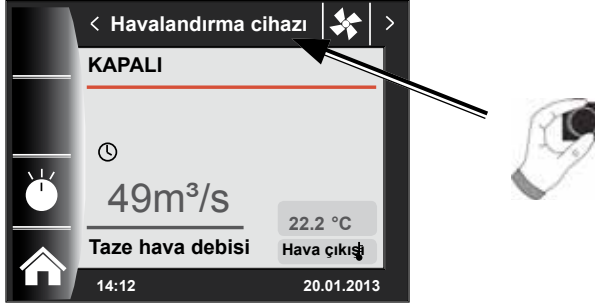 < Havalandırma cihazı >
KAPALI
49m³/s
22.2 °C
Taze hava debisi
Hava çıkışı
14:12
20.01.2013